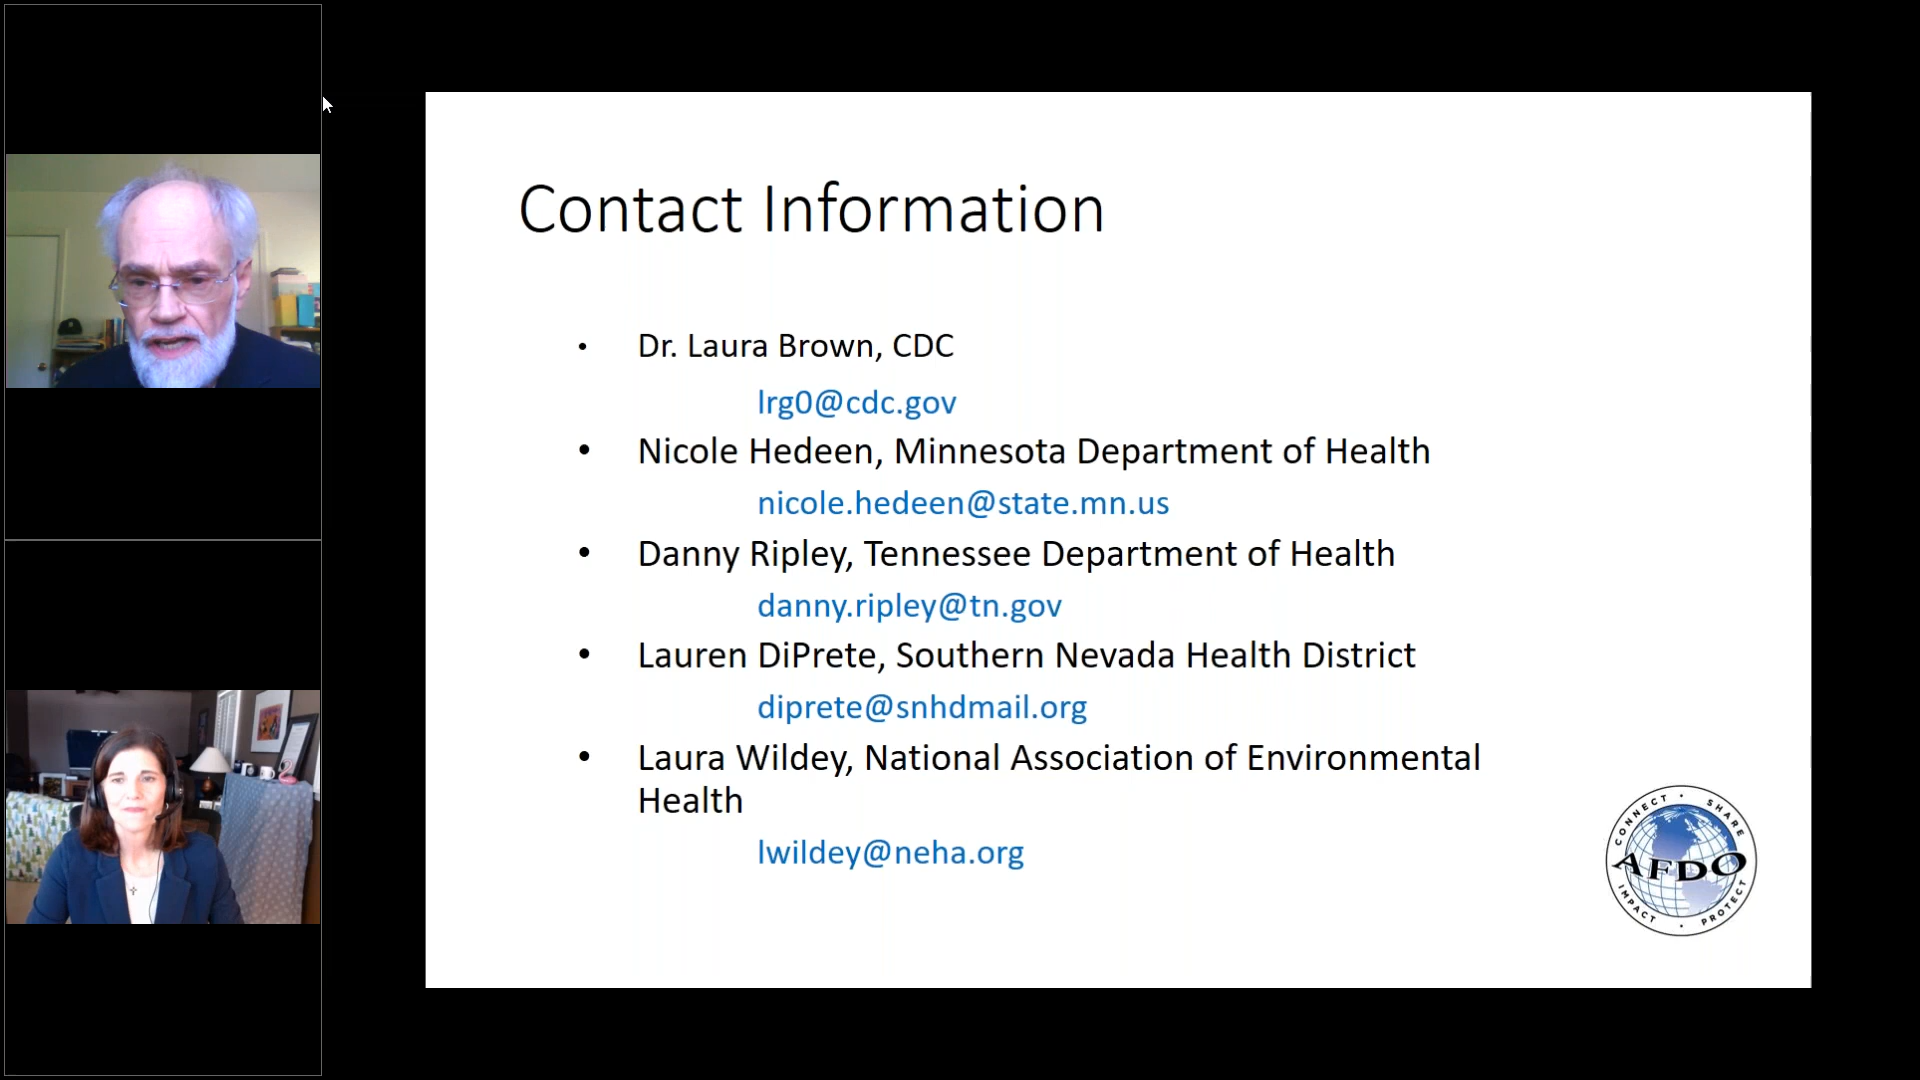 Contact Information
• Dr. Laura Brown, CDC
lrg0@cdc.gov
• Nicole Hedeen, Minnesota Department of Health
nicole.hedeen@state.mn.us
• Danny Ripley, Tennessee Department of Health
danny.ripley@tn.gov
• Lauren DiPrete, Southern Nevada Health District
diprete@snhdmail.org
• Laura Wildey, National Association of Environmental
Health
lwildey@neha.org
CONNECT • SHARE
AFDO
IMPACT • PROTECT